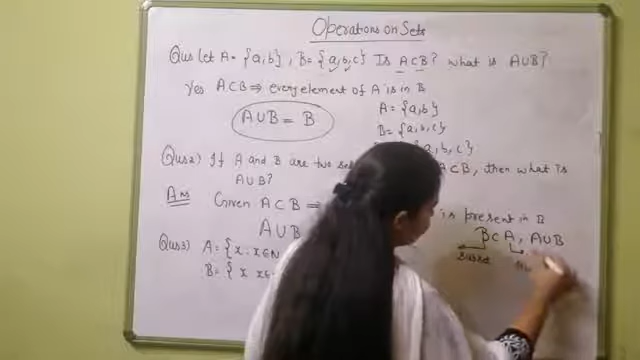 Operations on Sets
Qus Let A = {a,b}, B = {a,b,c} Is A⊂B? what is A∪B?
Yes A⊂B ⇒ every element of A is in B
A∪B = B
A = {a,b}
B = {a,b,c}
a,b,c}
Qus2) If A and B are two A⊂B, then what is
A∪B?
Ans Given A⊂B ⇒ is present in B
A∪B
B⊂A, A∪B
Qus3) A = {x : x∈N
B = {x x∈